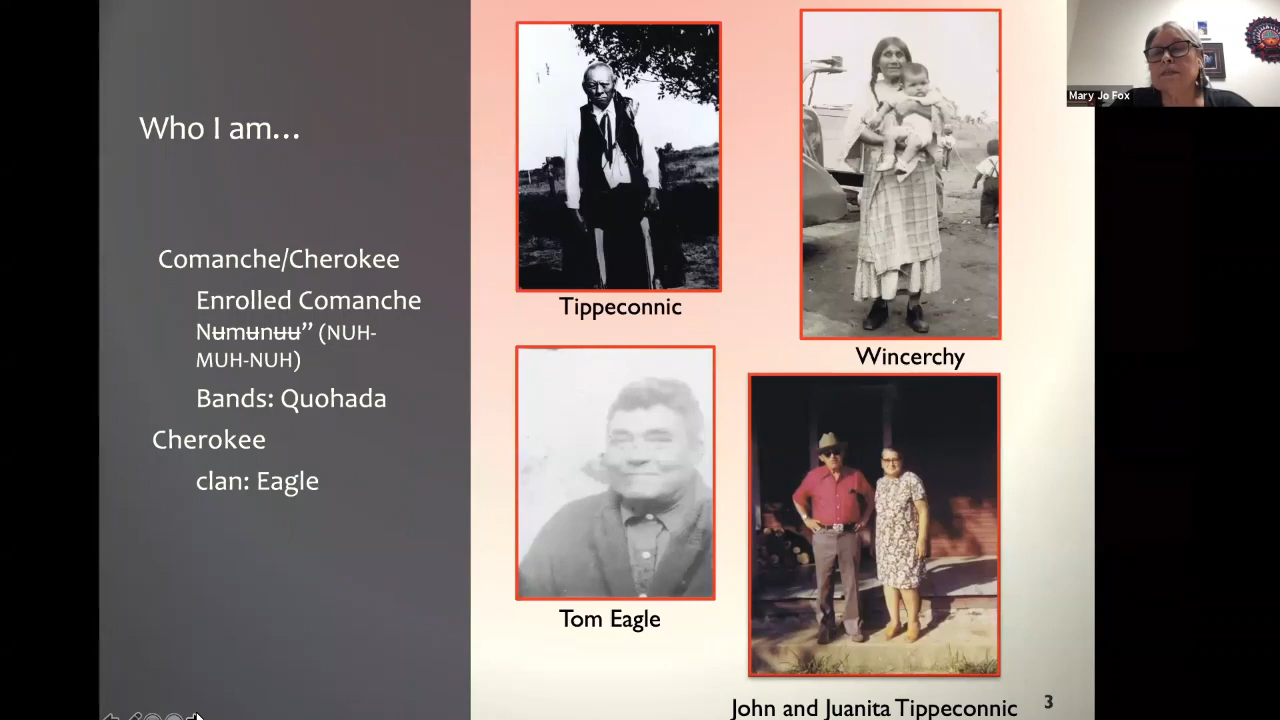 Who I am...
Comanche/Cherokee
Enrolled Comanche
Nʉmʉnʉʉ” (NUH-
MUH-NUH)
Bands: Quohada
Cherokee
clan: Eagle
Tippeconnic
Wincerchy
Tom Eagle
John and Juanita Tippeconnic
3
Mary Jo Fox